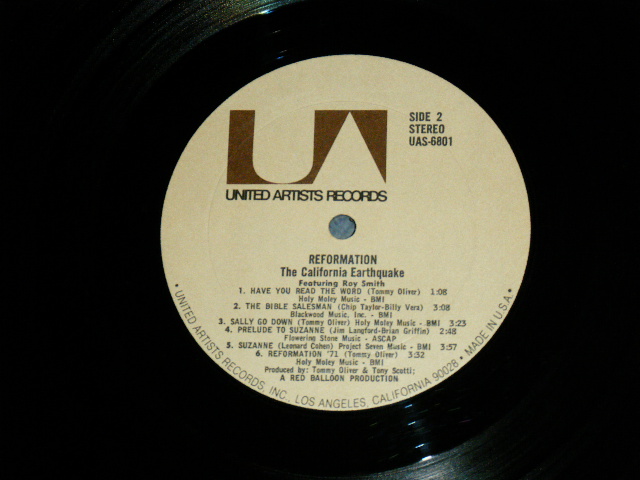 UA
UNITED ARTISTS RECORDS
SIDE 2
STEREO
UAS-6801
REFORMATION
The California Earthquake
Featuring Roy Smith
1. HAVE YOU READ THE WORD (Tommy Oliver) 1:08
Holy Moley Music - BMI
2. THE BIBLE SALESMAN (Chip Taylor-Billy Vera) 3:08
Blackwood Music, Inc. - BMI
3. SALLY GO DOWN (Tommy Oliver) Holy Moley Music - BMI 3:23
4. PRELUDE TO SUZANNE (Jim Langford-Brian Griffin) 2:48
Flowering Stone Music - ASCAP
5. SUZANNE (Leonard Cohen) Project Seven Music - BMI 3:57
6. REFORMATION '71 (Tommy Oliver) 3:32
Holy Moley Music - BMI
Produced by: Tommy Oliver & Tony Scotti;
A RED BALLOON PRODUCTION
• UNITED ARTISTS RECORDS, INC. LOS ANGELES, CALIFORNIA 90028 • MADE IN U.S.A. •